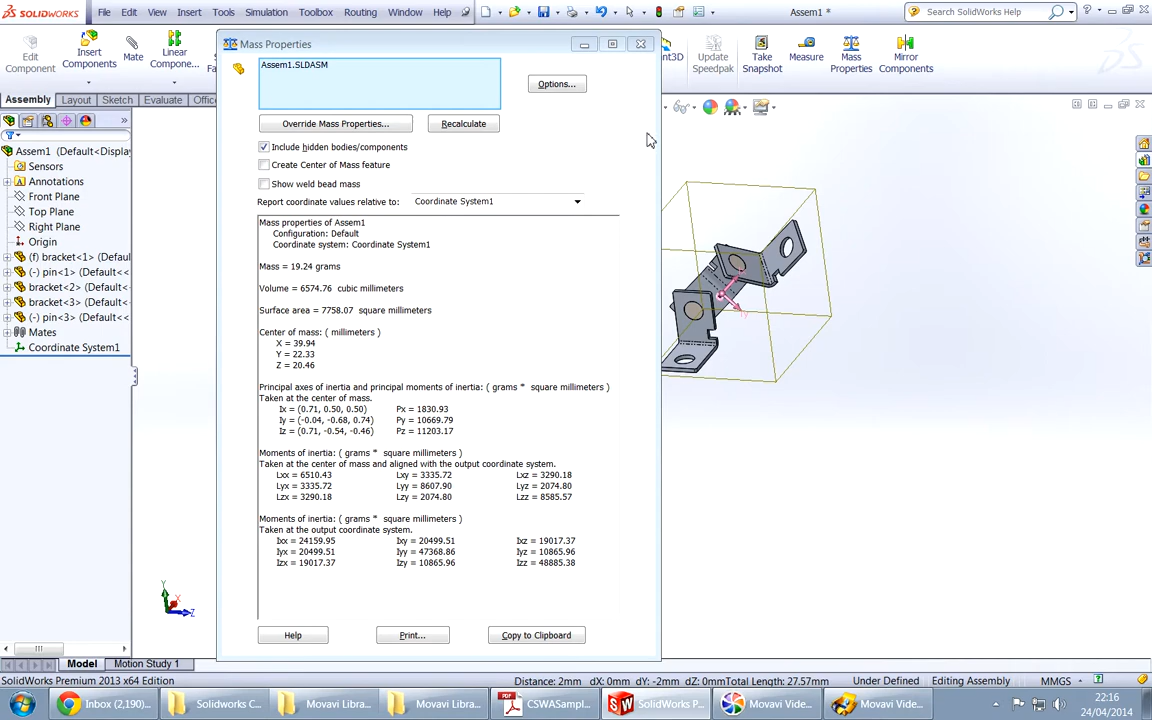 SOLIDWORKS File Edit View Insert Tools Simulation Toolbox Routing Window Help Assem1 * Search SolidWorks Help
Edit Component
Insert Components
Mate
Linear Compone...
Update Speedpak
Take Snapshot
Measure
Mass Properties
Mirror Components
Assembly Layout Sketch Evaluate Office
Mass Properties
Assem1.SLDASM
Options...
Override Mass Properties... Recalculate
Include hidden bodies/components
Create Center of Mass feature
Show weld bead mass
Report coordinate values relative to: Coordinate System1
Mass properties of Assem1
Configuration: Default
Coordinate system: Coordinate System1
Mass = 19.24 grams
Volume = 6574.76 cubic millimeters
Surface area = 7758.07 square millimeters
Center of mass: ( millimeters )
X = 39.94
Y = 22.33
Z = 20.46
Principal axes of inertia and principal moments of inertia: ( grams * square millimeters )
Taken at the center of mass.
Ix = (0.71, 0.50, 0.50) Px = 1830.93
Iy = (-0.04, -0.68, 0.74) Py = 10669.79
Iz = (0.71, -0.54, -0.46) Pz = 11203.17
Moments of inertia: ( grams * square millimeters )
Taken at the center of mass and aligned with the output coordinate system.
Lxx = 6510.43 Lxy = 3335.72 Lxz = 3290.18
Lyx = 3335.72 Lyy = 8607.90 Lyz = 2074.80
Lzx = 3290.18 Lzy = 2074.80 Lzz = 8585.57
Moments of inertia: ( grams * square millimeters )
Taken at the output coordinate system.
Ixx = 24159.95 Ixy = 20499.51 Ixz = 19017.37
Iyx = 20499.51 Iyy = 47368.86 Iyz = 10865.96
Izx = 19017.37 Izy = 10865.96 Izz = 48885.38
Help Print... Copy to Clipboard
Assem1 (Default<Display
Sensors
Annotations
Front Plane
Top Plane
Right Plane
Origin
(f) bracket<1> (Defaul
(-) pin<1> (Default<<
bracket<2> (Default<
bracket<3> (Default<
(-) pin<3> (Default<<
Mates
Coordinate System1
Y
X
Z
Model Motion Study 1
SolidWorks Premium 2013 x64 Edition Distance: 2mm dX: 0mm dY: -2mm dZ: 0mm Total Length: 27.57mm Under Defined Editing Assembly MMGS
Inbox (2,190)... Solidworks C... Movavi Libra... Movavi Libra... CSWASampl... SolidWorks P... Movavi Vide... Movavi Vide...
22:16
24/04/2014